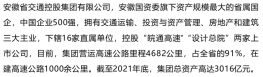 安徽省交通控股集团有限公司，安徽国资委旗下资产规模最大的省属国
企，中国企业500强，拥有交通运输、投资与资产管理、房地产和建筑
三大主业，下辖16家直属单位，控股“皖通高速”“设计总院”两家上
市公司，目前，集团营运高速公路里程4682公里，占全省的91%，在
建高速公路1000余公里。截至2021年底，集团总资产高达3016亿元。